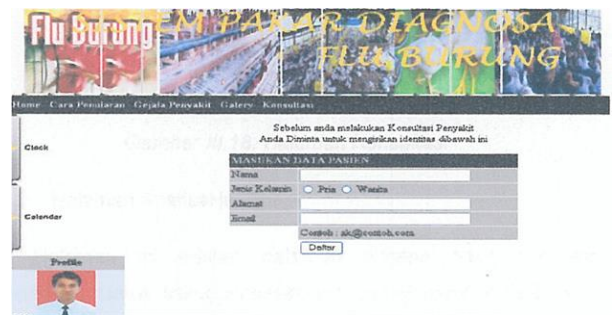 Flu Burung
SISTEM PAKAR DIAGNOSA
FLU BURUNG
Home Cara Penularan Gejala Penyakit Galery Konsultasi
Sebelum anda melakukan Konsultasi Penyakit
Anda Diminta untuk mengisikan identitas dibawah ini
Clock
MASUKAN DATA PASIEN
Nama
Jenis Kelamin Pria Wanita
Alamat
Email
Contoh : ak@contoh.com
Daftar
Calendar
Profile